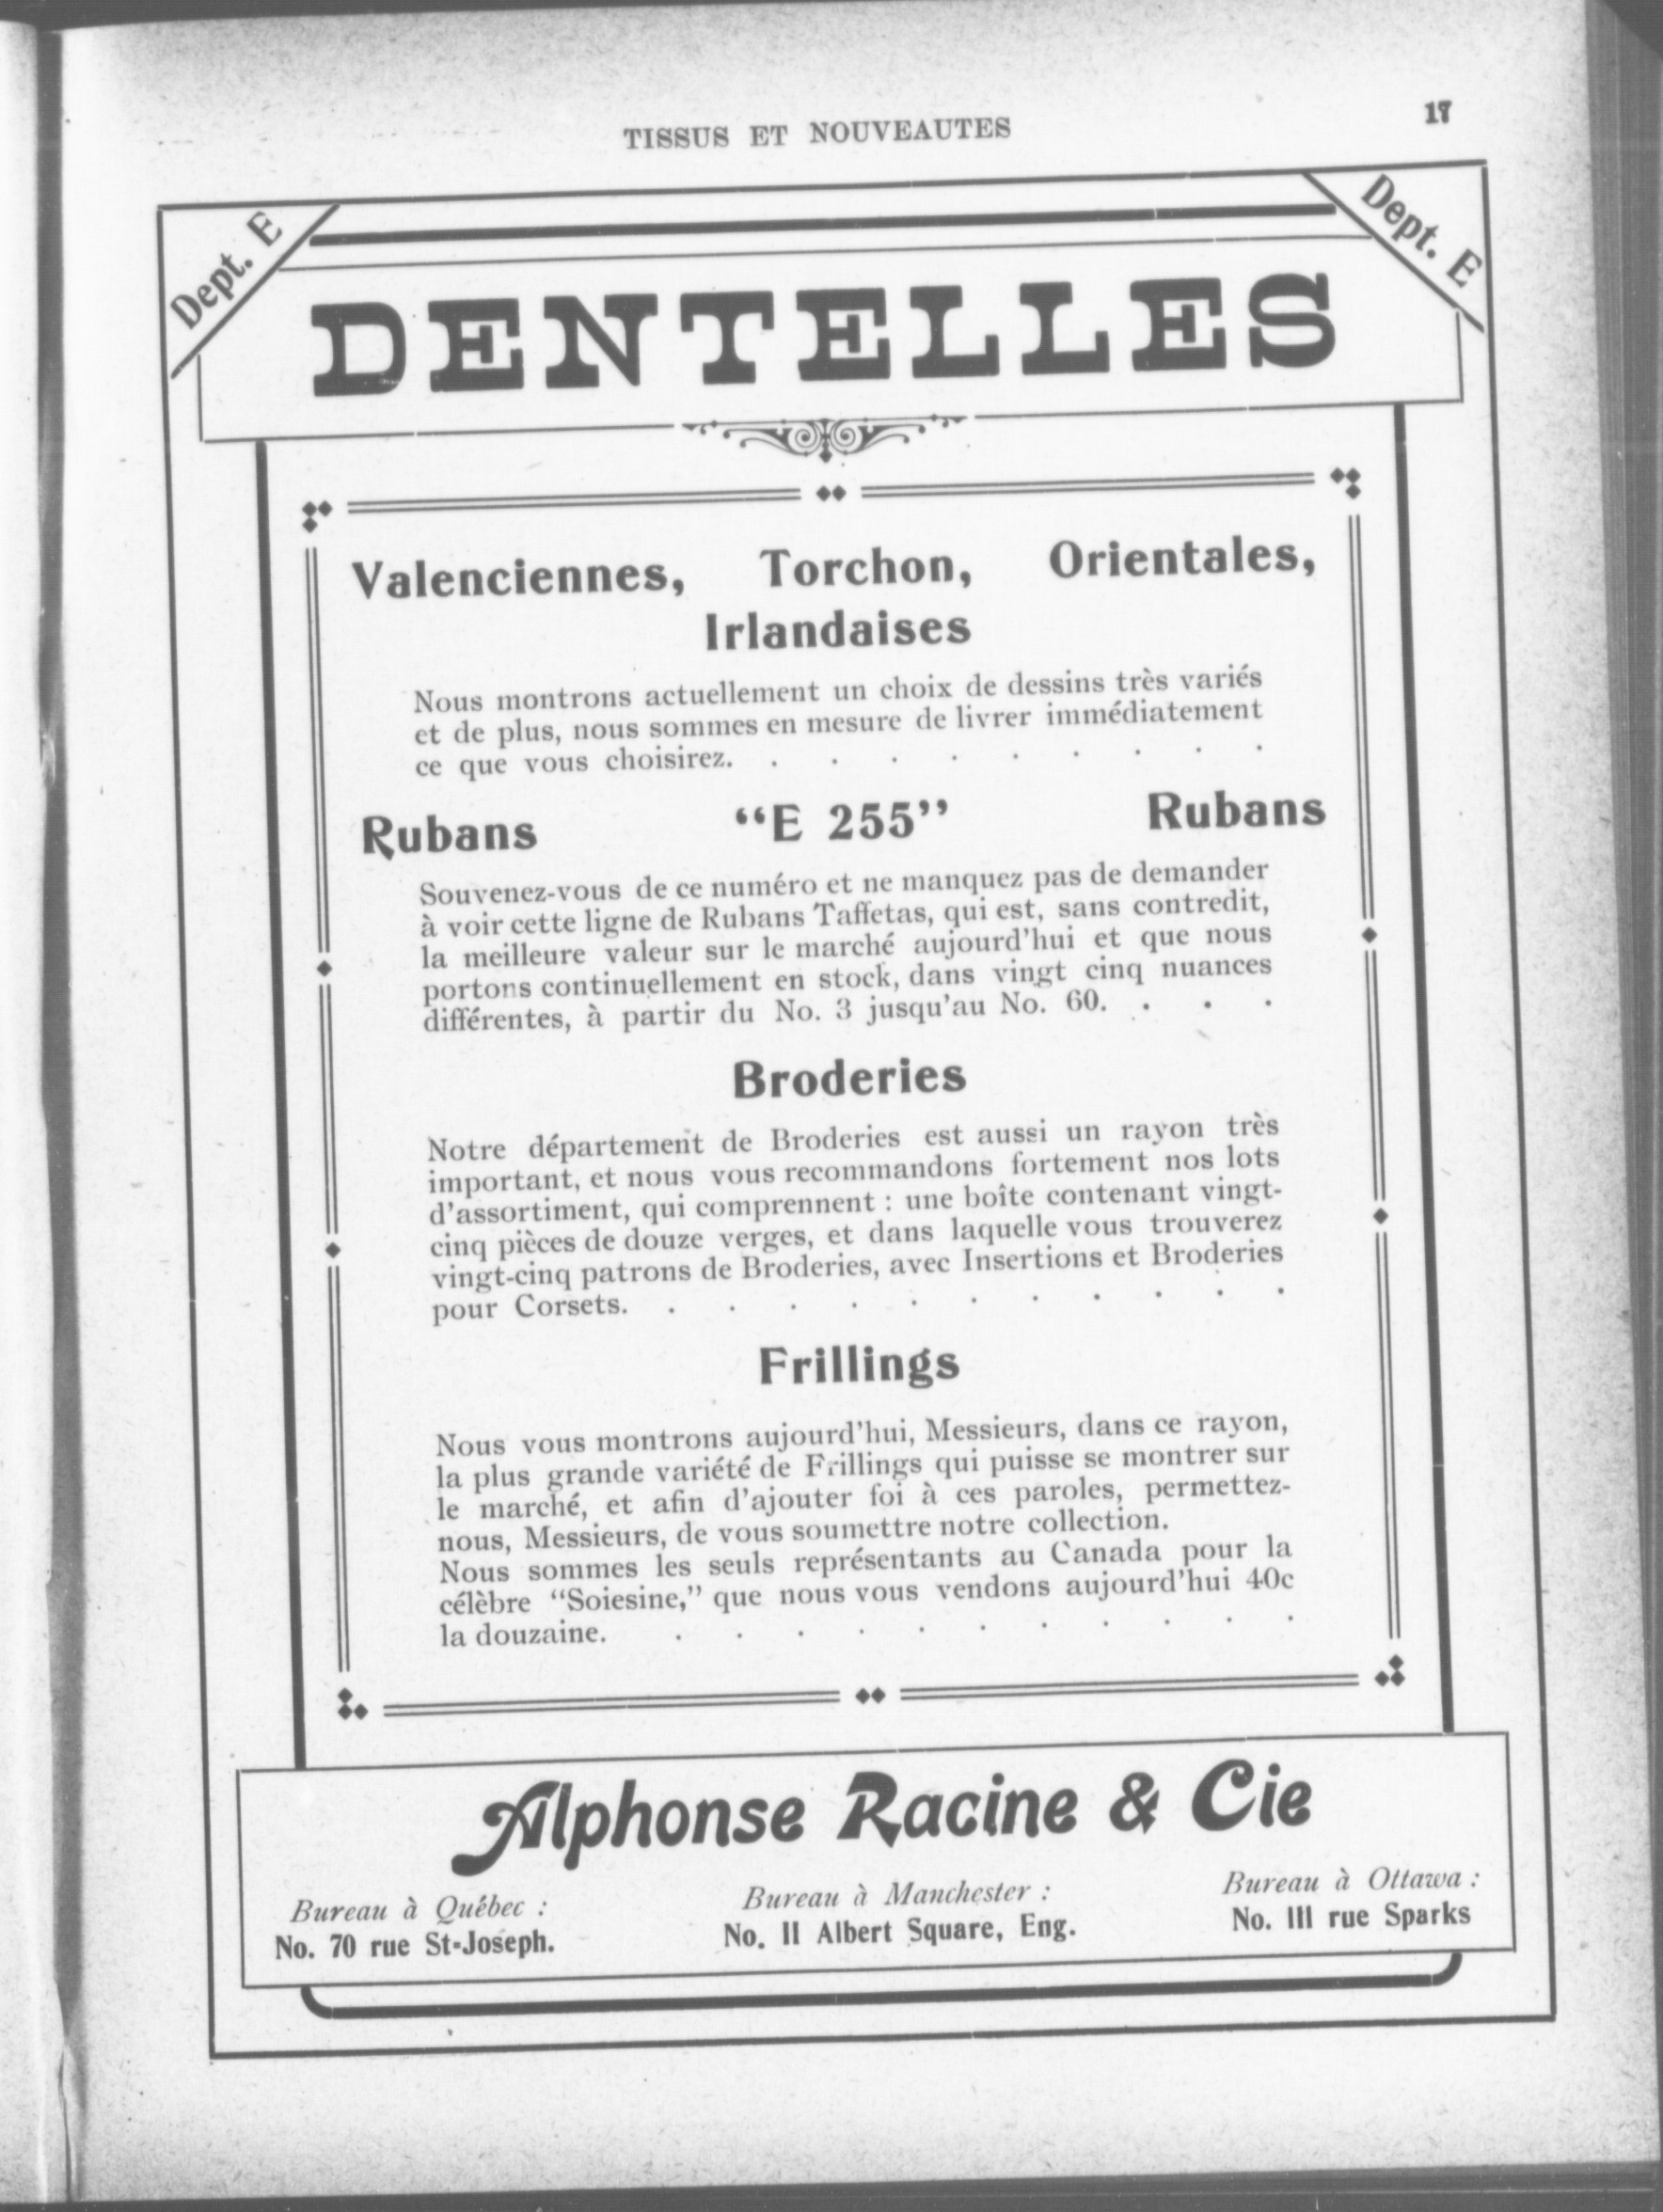 TISSUS ET NOUVEAUTES
17
Dept. E
Dept. E
DENTELLES
Valenciennes, Torchon, Orientales,
Irlandaises
Nous montrons actuellement un choix de dessins très variés
et de plus, nous sommes en mesure de livrer immédiatement
ce que vous choisirez. . . . . . . . . .
Rubans “E 255” Rubans
Souvenez-vous de ce numéro et ne manquez pas de demander
à voir cette ligne de Rubans Taffetas, qui est, sans contredit,
la meilleure valeur sur le marché aujourd'hui et que nous
portons continuellement en stock, dans vingt cinq nuances
différentes, à partir du No. 3 jusqu'au No. 60. . . .
Broderies
Notre département de Broderies est aussi un rayon très
important, et nous vous recommandons fortement nos lots
d'assortiment, qui comprennent : une boîte contenant vingt-
cinq pièces de douze verges, et dans laquelle vous trouverez
vingt-cinq patrons de Broderies, avec Insertions et Broderies
pour Corsets. . . . . . . . . . . .
Frillings
Nous vous montrons aujourd'hui, Messieurs, dans ce rayon,
la plus grande variété de Frillings qui puisse se montrer sur
le marché, et afin d'ajouter foi à ces paroles, permettez-
nous, Messieurs, de vous soumettre notre collection.
Nous sommes les seuls représentants au Canada pour la
célèbre “Soiesine,” que nous vous vendons aujourd'hui 40c
la douzaine. . . . . . . . . . . .
Alphonse Racine & Cie
Bureau à Québec : Bureau à Manchester : Bureau à Ottawa :
No. 70 rue St-Joseph. No. II Albert Square, Eng. No. III rue Sparks